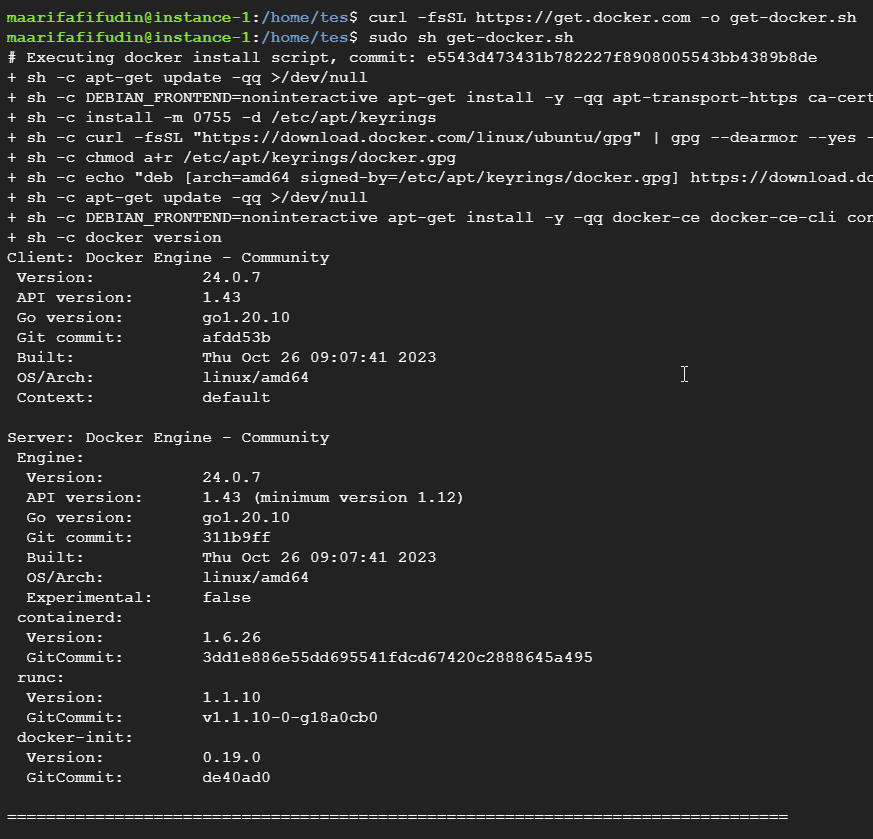 maarifafifudin@instance-1:/home/tes$ curl -fsSL https://get.docker.com -o get-docker.sh
maarifafifudin@instance-1:/home/tes$ sudo sh get-docker.sh
# Executing docker install script, commit: e5543d473431b782227f8908005543bb4389b8de
+ sh -c apt-get update -qq >/dev/null
+ sh -c DEBIAN_FRONTEND=noninteractive apt-get install -y -qq apt-transport-https ca-cert
+ sh -c install -m 0755 -d /etc/apt/keyrings
+ sh -c curl -fsSL "https://download.docker.com/linux/ubuntu/gpg" | gpg --dearmor --yes -
+ sh -c chmod a+r /etc/apt/keyrings/docker.gpg
+ sh -c echo "deb [arch=amd64 signed-by=/etc/apt/keyrings/docker.gpg] https://download.do
+ sh -c apt-get update -qq >/dev/null
+ sh -c DEBIAN_FRONTEND=noninteractive apt-get install -y -qq docker-ce docker-ce-cli con
+ sh -c docker version
Client: Docker Engine - Community
 Version:           24.0.7
 API version:       1.43
 Go version:        go1.20.10
 Git commit:        afdd53b
 Built:             Thu Oct 26 09:07:41 2023
 OS/Arch:           linux/amd64
 Context:           default

Server: Docker Engine - Community
 Engine:
  Version:          24.0.7
  API version:      1.43 (minimum version 1.12)
  Go version:       go1.20.10
  Git commit:       311b9ff
  Built:            Thu Oct 26 09:07:41 2023
  OS/Arch:          linux/amd64
  Experimental:     false
 containerd:
  Version:          1.6.26
  GitCommit:        3dd1e886e55dd695541fdcd67420c2888645a495
 runc:
  Version:          1.1.10
  GitCommit:        v1.1.10-0-g18a0cb0
 docker-init:
  Version:          0.19.0
  GitCommit:        de40ad0

================================================================================